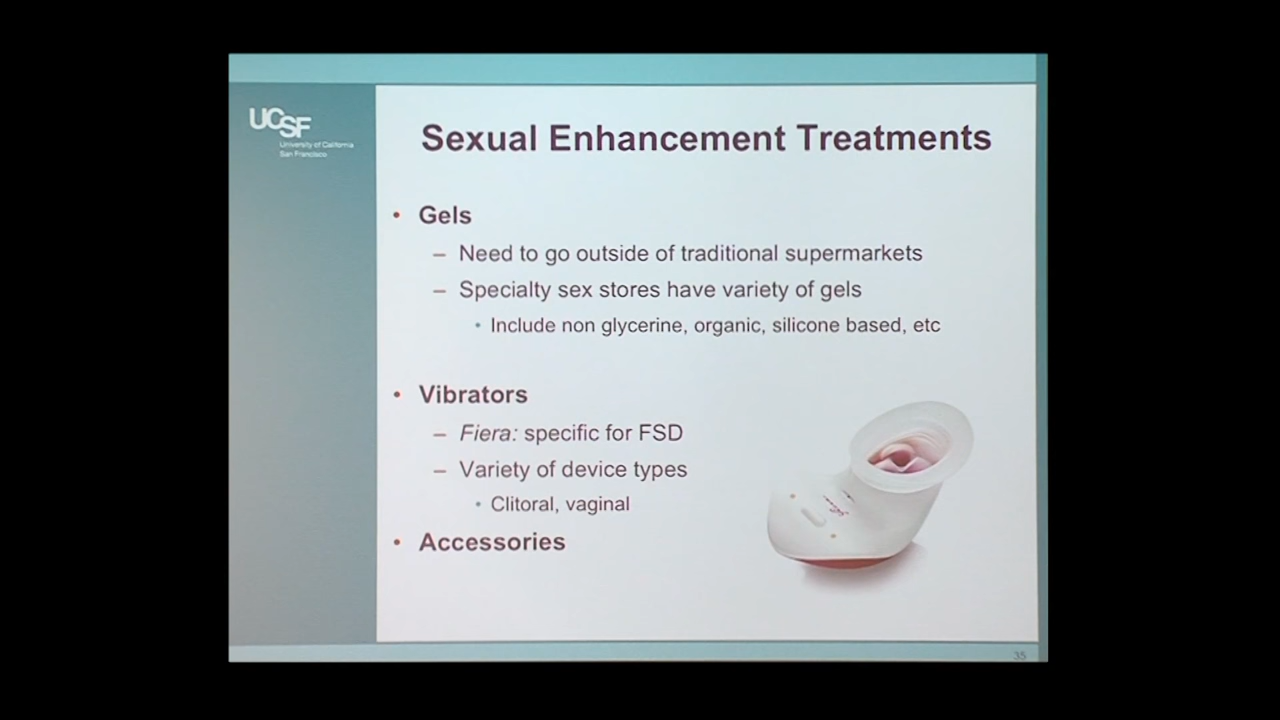 UCSF
University of California
San Francisco
Sexual Enhancement Treatments
• Gels
– Need to go outside of traditional supermarkets
– Specialty sex stores have variety of gels
• Include non glycerine, organic, silicone based, etc
• Vibrators
– Fiera: specific for FSD
– Variety of device types
• Clitoral, vaginal
• Accessories
35